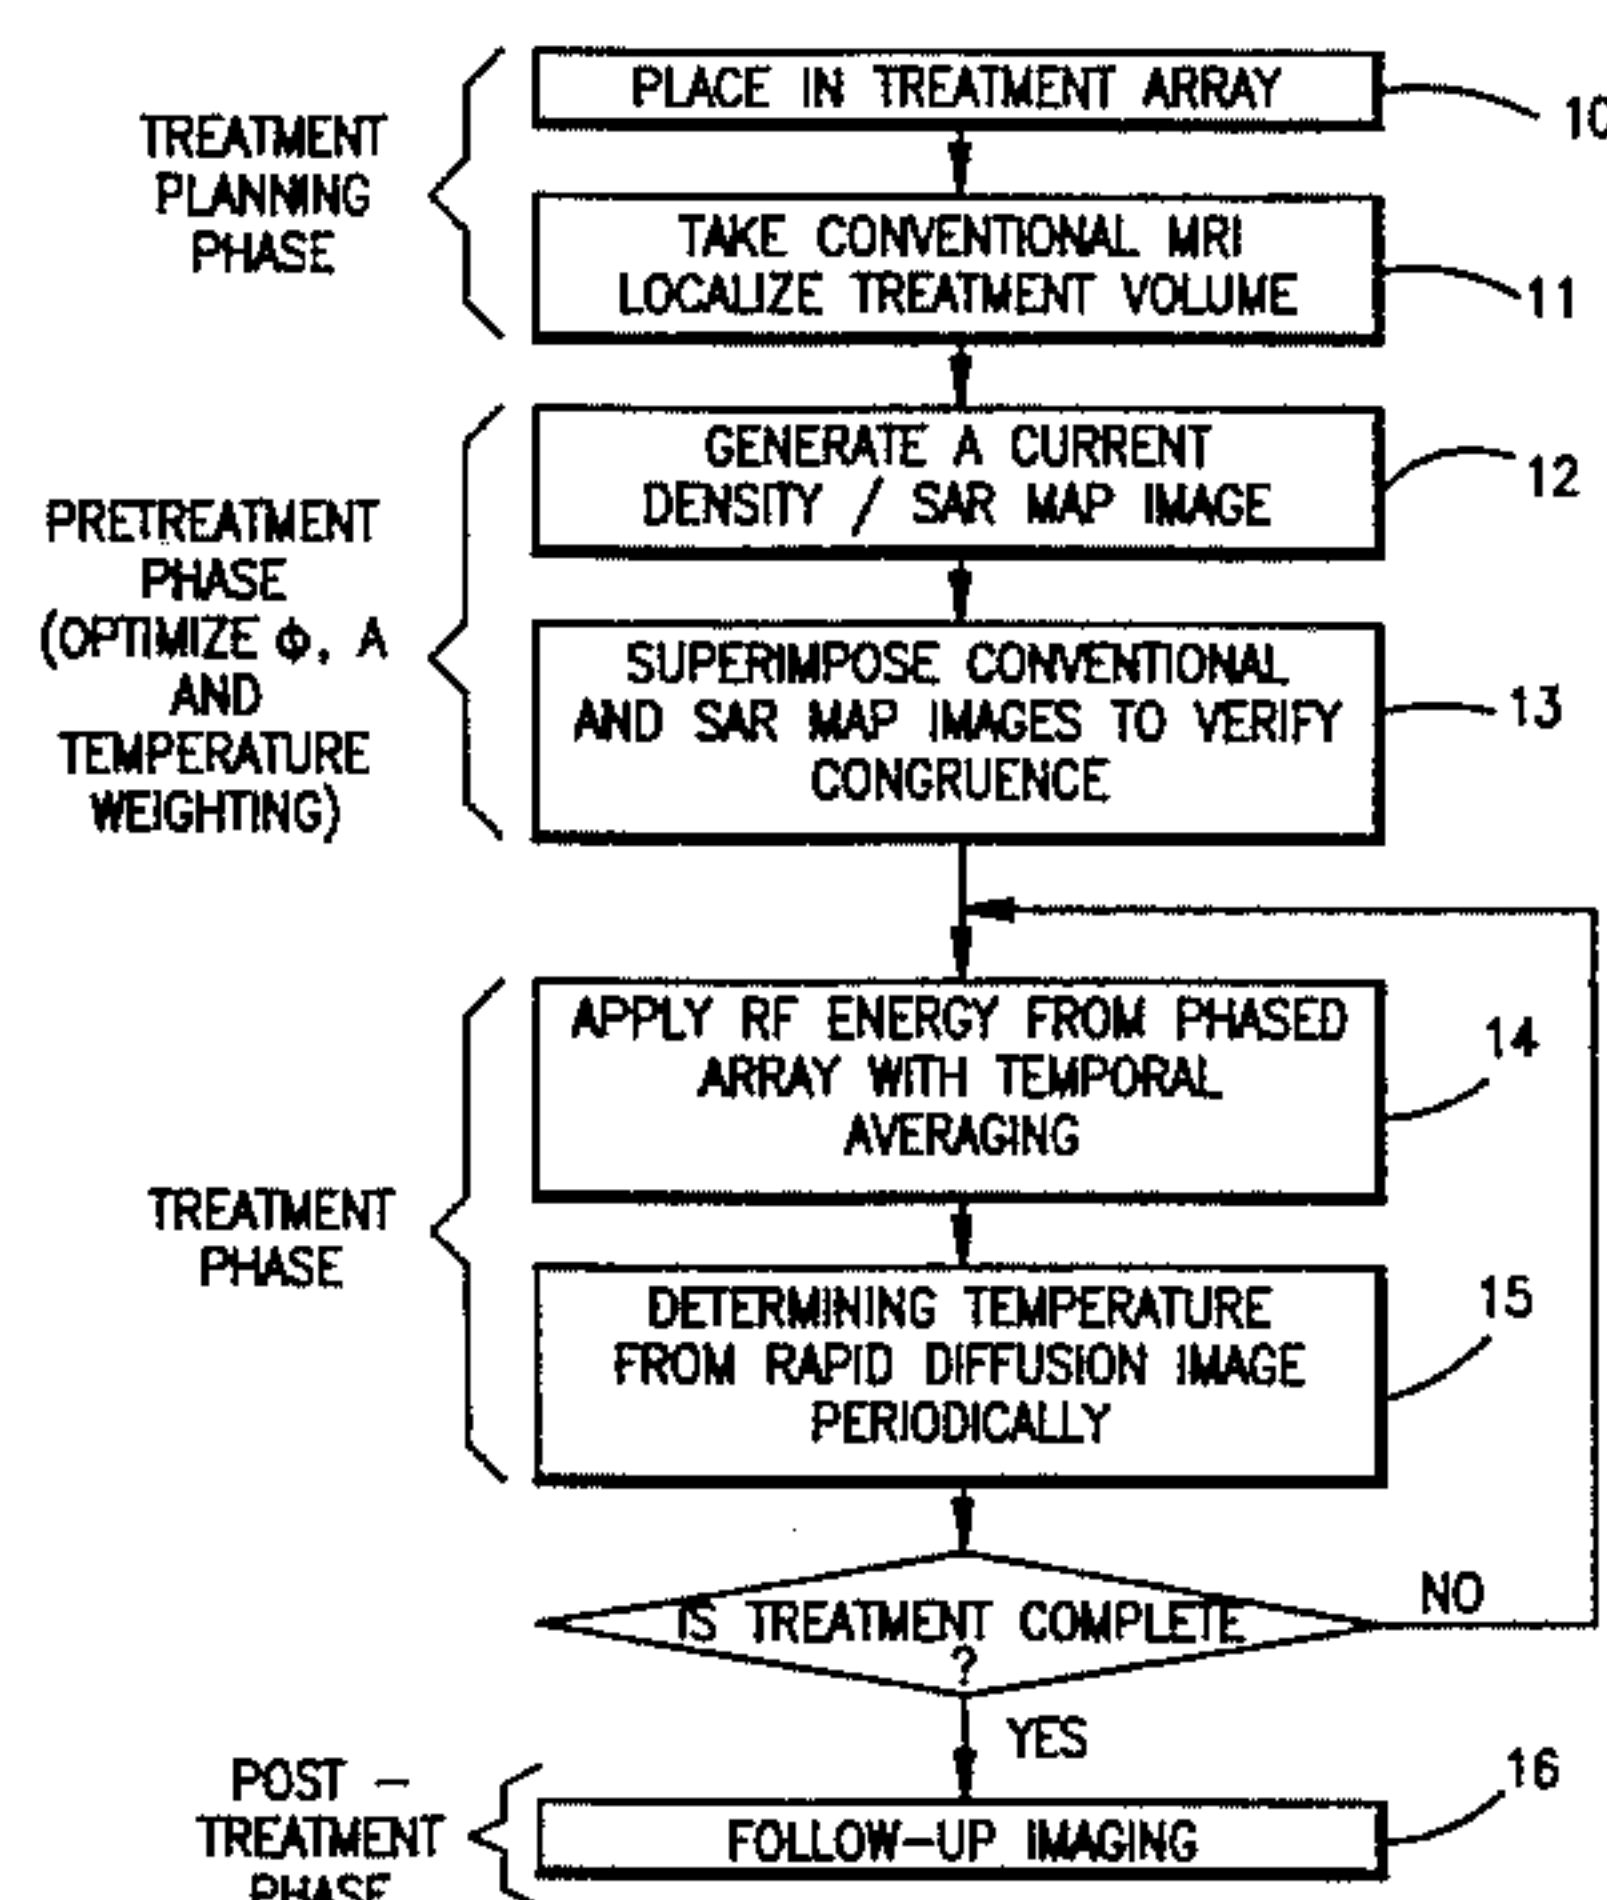 PLACE IN TREATMENT ARRAY
10
TREATMENT
PLANNING
PHASE
TAKE CONVENTIONAL MRI
LOCALIZE TREATMENT VOLUME
11
GENERATE A CURRENT
DENSITY / SAR MAP IMAGE
12
PRETREATMENT
PHASE
(OPTIMIZE Φ, A
AND
TEMPERATURE
WEIGHTING)
SUPERIMPOSE CONVENTIONAL
AND SAR MAP IMAGES TO VERIFY
CONGRUENCE
13
APPLY RF ENERGY FROM PHASED
ARRAY WITH TEMPORAL
AVERAGING
14
TREATMENT
PHASE
DETERMINING TEMPERATURE
FROM RAPID DIFFUSION IMAGE
PERIODICALLY
15
IS TREATMENT COMPLETE
?
NO
YES
POST -
TREATMENT
PHASE
FOLLOW-UP IMAGING
16